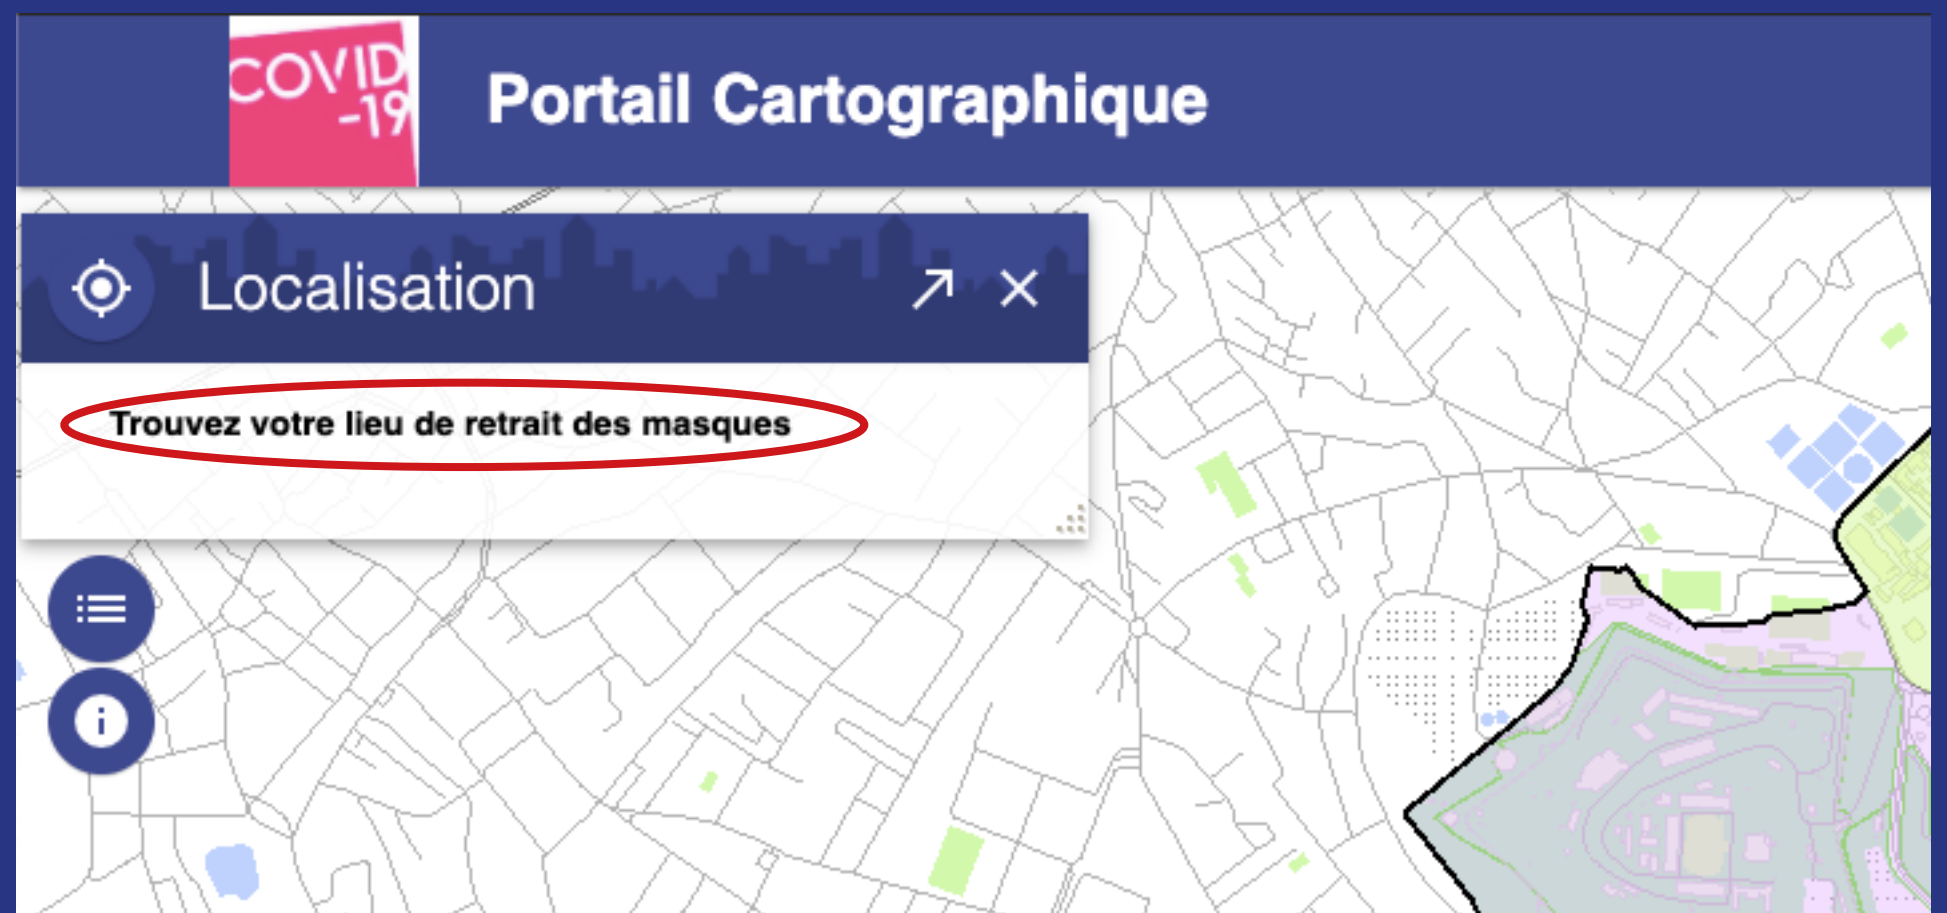 COVID
-19
Portail Cartographique
Localisation
Trouvez votre lieu de retrait des masques